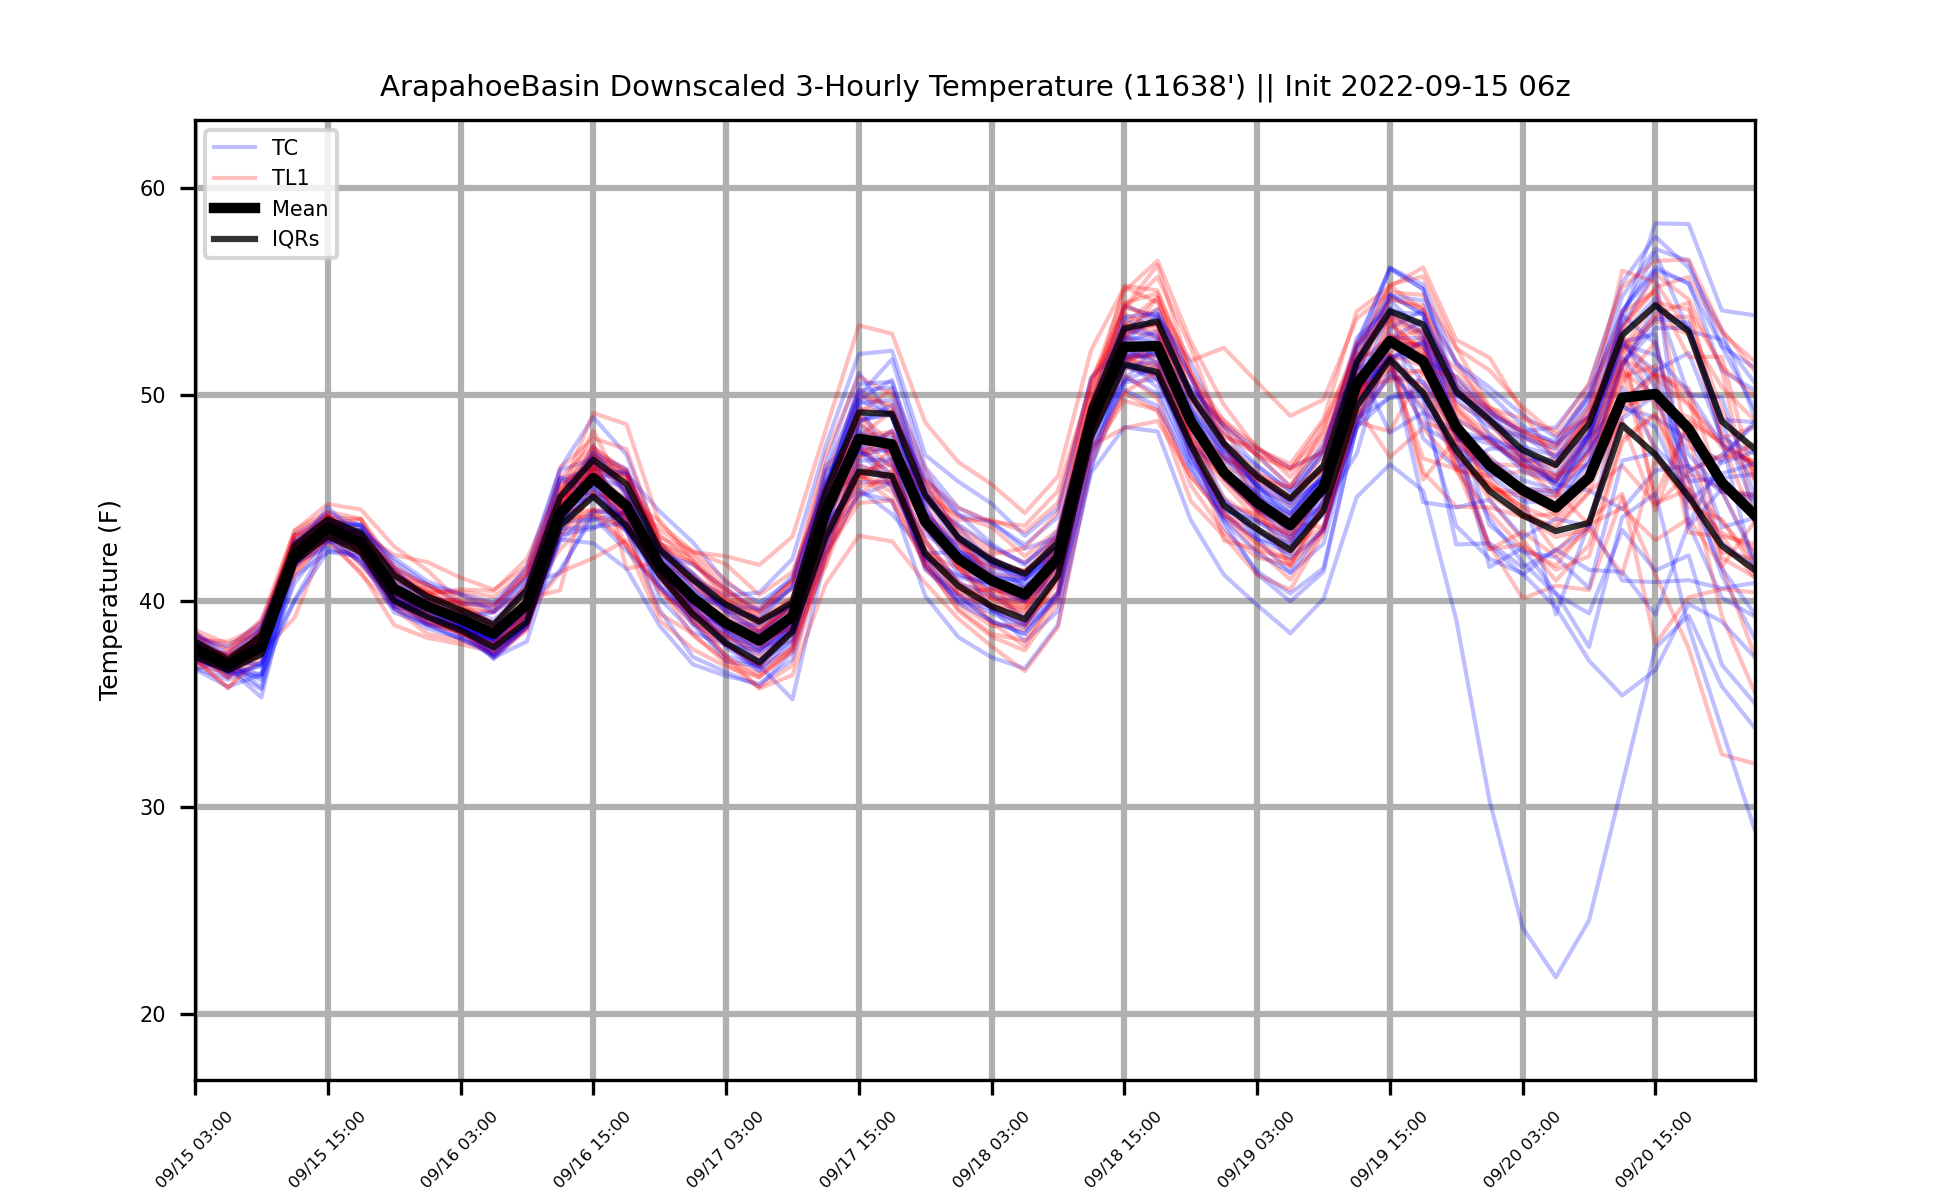 ArapahoeBasin Downscaled 3-Hourly Temperature (11638') || Init 2022-09-15 06z
TC
TL1
Mean
IQRs
Temperature (F)
60
50
40
30
20
09/15 03:00
09/15 15:00
09/16 03:00
09/16 15:00
09/17 03:00
09/17 15:00
09/18 03:00
09/18 15:00
09/19 03:00
09/19 15:00
09/20 03:00
09/20 15:00